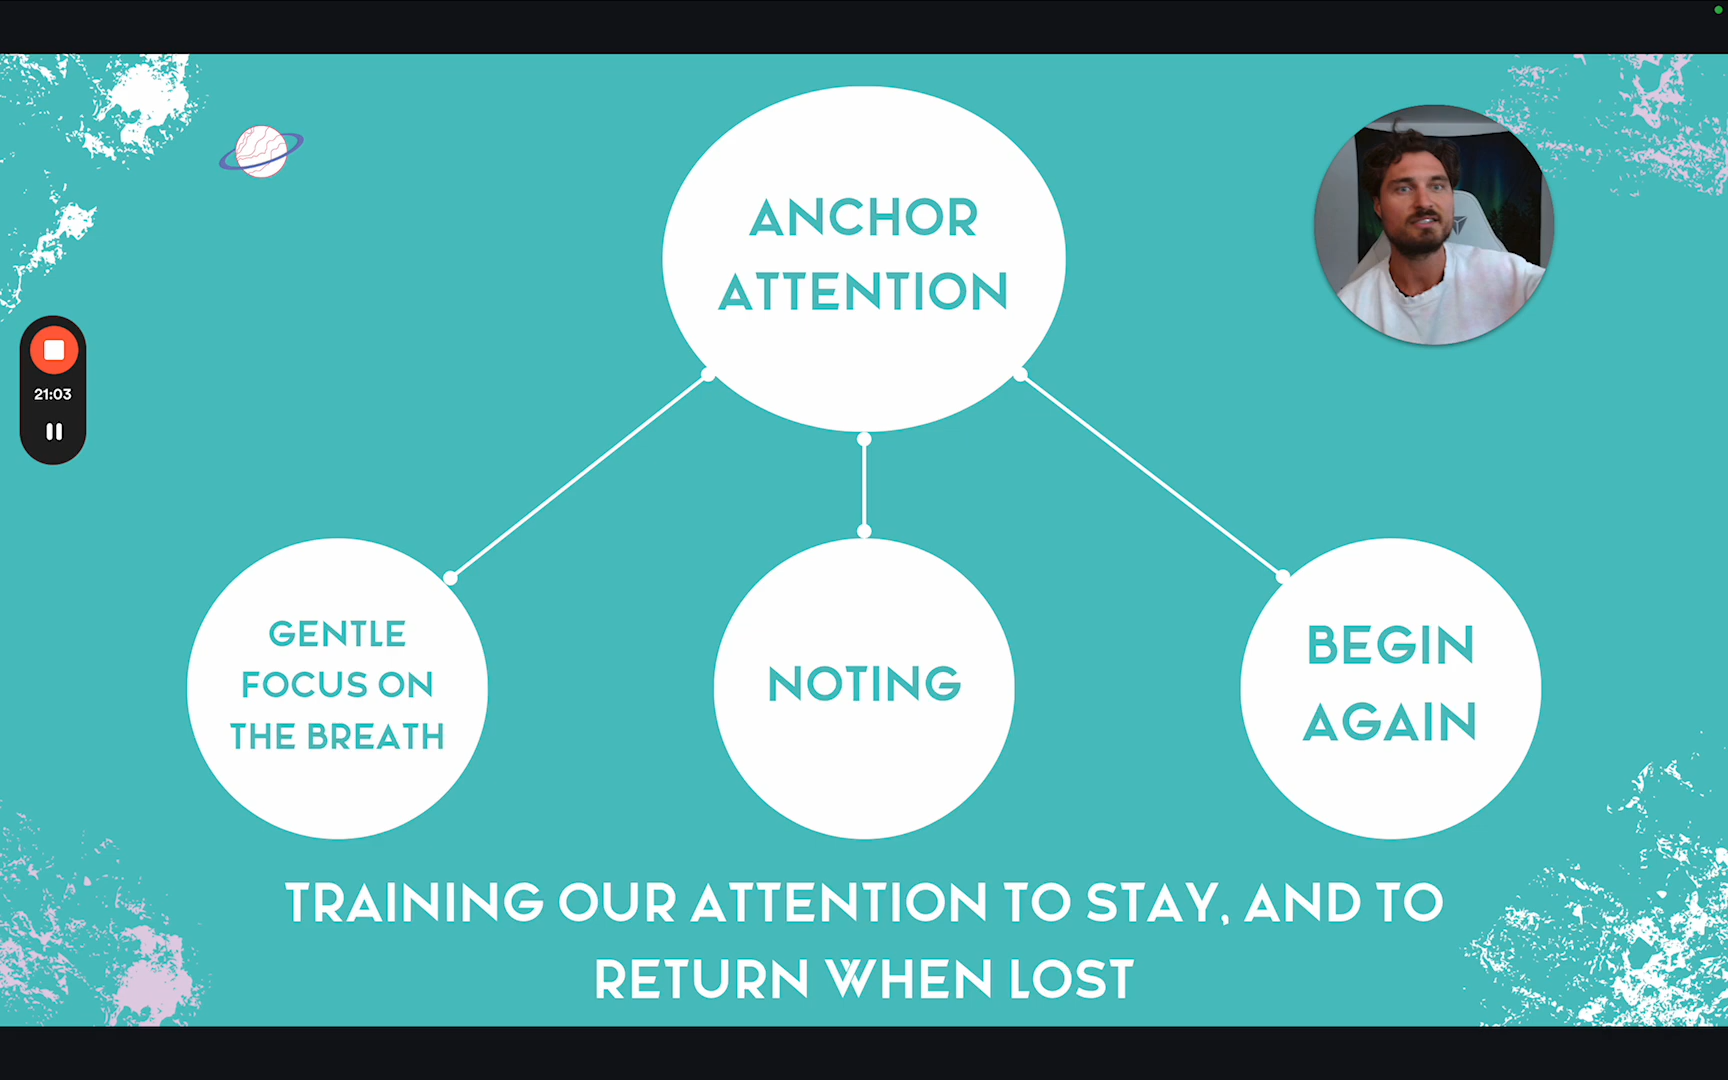 ANCHOR
ATTENTION
21:03
GENTLE
FOCUS ON
THE BREATH
NOTING
BEGIN
AGAIN
TRAINING OUR ATTENTION TO STAY, AND TO
RETURN WHEN LOST